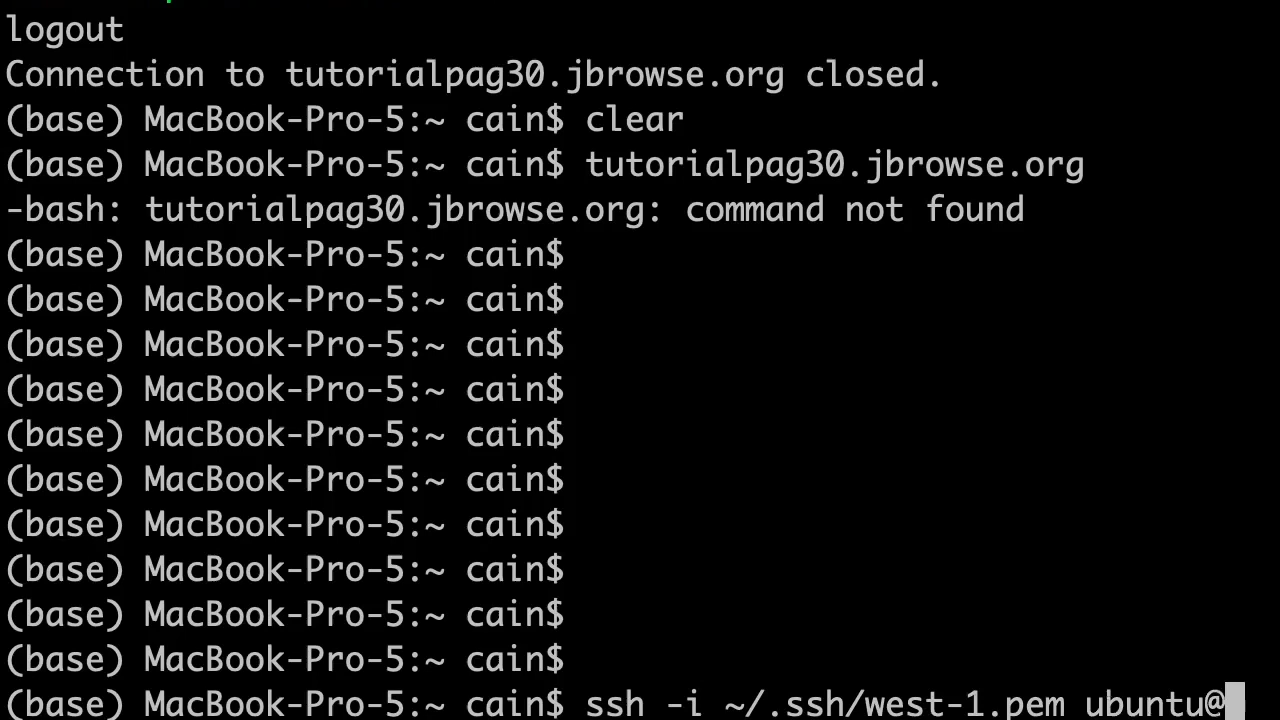 logout
Connection to tutorialpag30.jbrowse.org closed.
(base) MacBook-Pro-5:~ cain$ clear
(base) MacBook-Pro-5:~ cain$ tutorialpag30.jbrowse.org
-bash: tutorialpag30.jbrowse.org: command not found
(base) MacBook-Pro-5:~ cain$
(base) MacBook-Pro-5:~ cain$
(base) MacBook-Pro-5:~ cain$
(base) MacBook-Pro-5:~ cain$
(base) MacBook-Pro-5:~ cain$
(base) MacBook-Pro-5:~ cain$
(base) MacBook-Pro-5:~ cain$
(base) MacBook-Pro-5:~ cain$
(base) MacBook-Pro-5:~ cain$
(base) MacBook-Pro-5:~ cain$
(base) MacBook-Pro-5:~ cain$ ssh -i ~/.ssh/west-1.pem ubuntu@